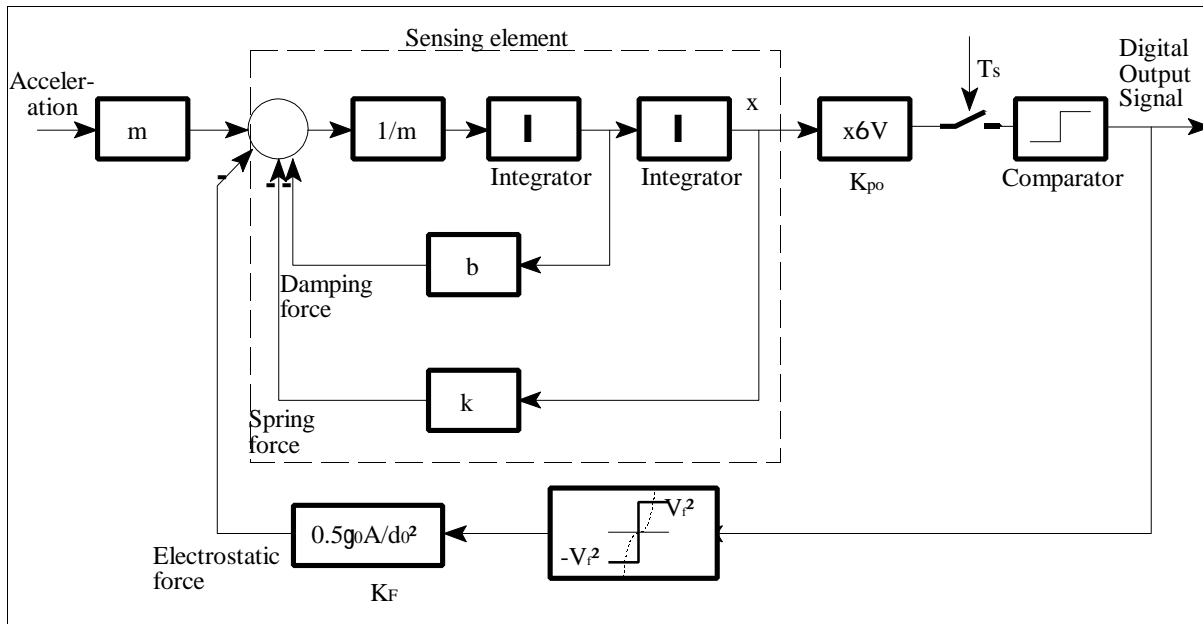 Sensing element
Acceler-
ation
m
1/m
I
Integrator
I
Integrator
x
x6V
Kpo
Ts
Comparator
Digital
Output
Signal
b
Damping
force
k
Spring
force
0.5g₀A/d₀²
KF
Electrostatic
force
Vf²
-Vf²